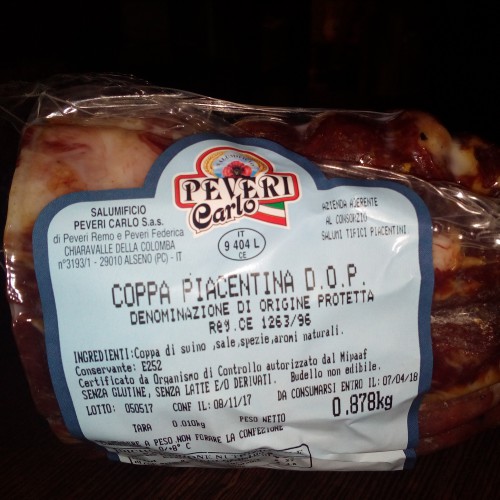 SALUMIFICIO
PEVERI
Carlo
SALUMIFICIO
PEVERI CARLO S.a.s.
di Peveri Remo e Peveri Federica
CHIARAVALLE DELLA COLOMBA
n°3193/1 - 29010 ALSENO (PC) - IT
IT
9 404 L
CE
AZIENDA ADERENTE
AL CONSORZIO
SALUMI TIPICI PIACENTINI
COPPA PIACENTINA D.O.P.
DENOMINAZIONE DI ORIGINE PROTETTA
Reg.CE 1263/96
INGREDIENTI:Coppa di suino ,sale,spezie,aromi naturali.
Conservante: E252
Certificato da Organismo di Controllo autorizzato dal Mipaaf
SENZA GLUTINE, SENZA LATTE E/O DERIVATI. Budello non edibile.
LOTTO: 050517 CONF IL: 08/11/17 DA CONSUMARSI ENTRO IL: 07/04/18
TARA 0.010kg PESO NETTO 0,878kg
A PESO NON FORARE LA CONFEZIONE